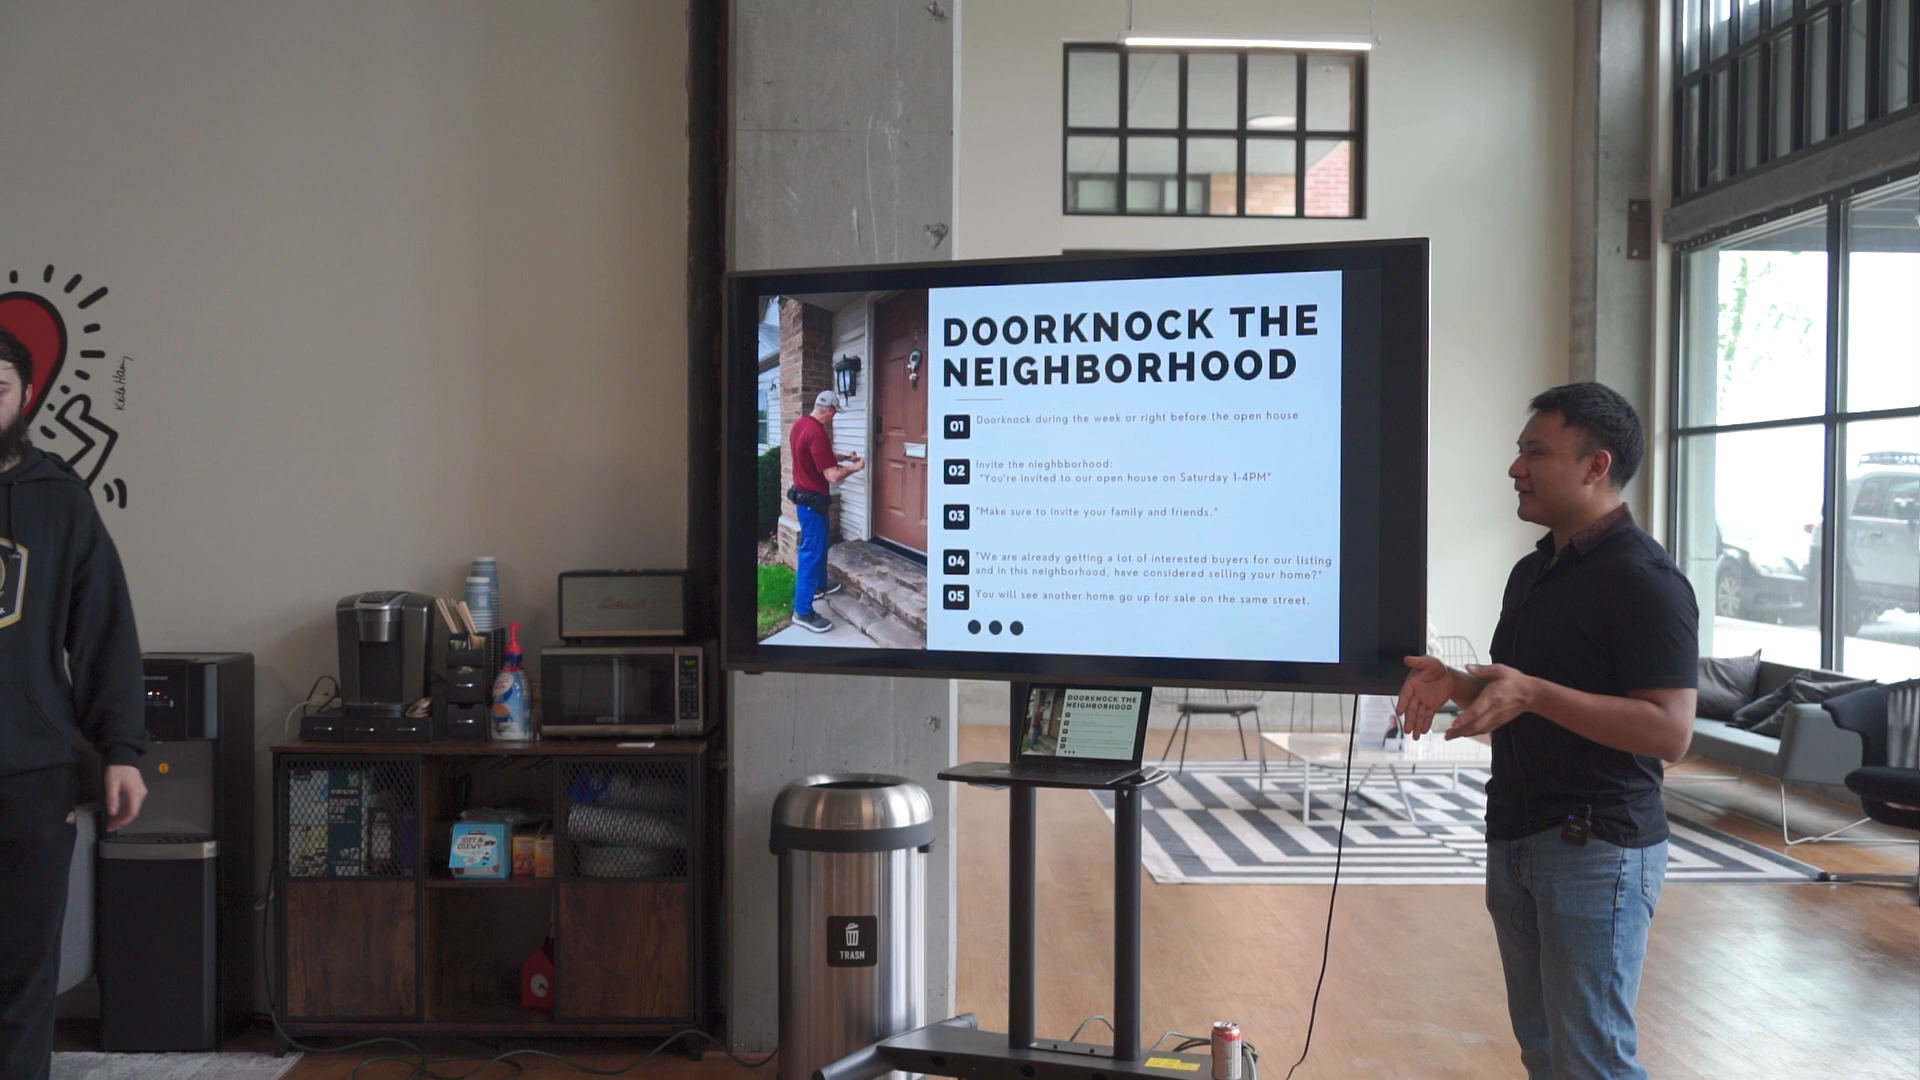 DOORKNOCK THE
NEIGHBORHOOD
01 Doorknock during the week or right before the open house
02 Invite the nieghbborhood:
"You're invited to our open house on Saturday 1-4PM"
03 "Make sure to invite your family and friends."
04 "We are already getting a lot of interested buyers for our listing
and in this neighborhood, have considered selling your home?"
05 You will see another home go up for sale on the same street.
DOORKNOCK THE
NEIGHBORHOOD
Keith Haring
TRASH